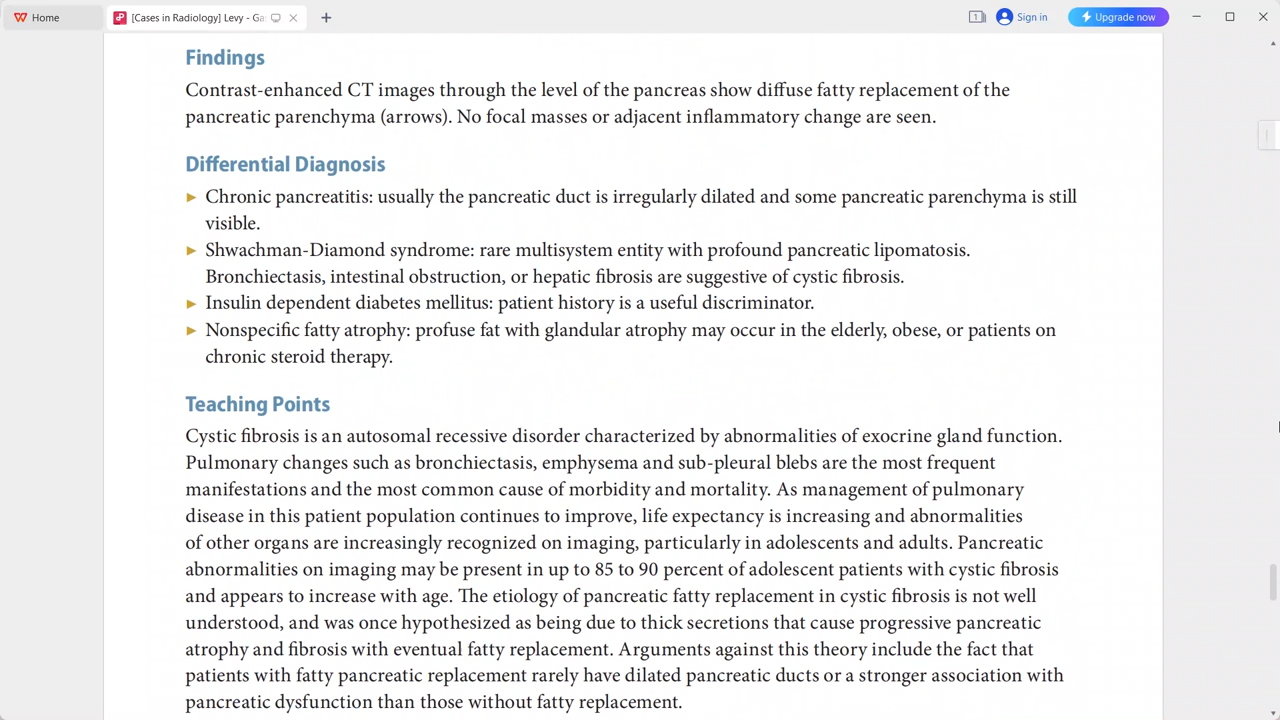 Home
[Cases in Radiology] Levy - Ga
1
Sign in
Upgrade now
Findings
Contrast-enhanced CT images through the level of the pancreas show diffuse fatty replacement of the
pancreatic parenchyma (arrows). No focal masses or adjacent inflammatory change are seen.
Differential Diagnosis
► Chronic pancreatitis: usually the pancreatic duct is irregularly dilated and some pancreatic parenchyma is still
visible.
► Shwachman-Diamond syndrome: rare multisystem entity with profound pancreatic lipomatosis.
Bronchiectasis, intestinal obstruction, or hepatic fibrosis are suggestive of cystic fibrosis.
► Insulin dependent diabetes mellitus: patient history is a useful discriminator.
► Nonspecific fatty atrophy: profuse fat with glandular atrophy may occur in the elderly, obese, or patients on
chronic steroid therapy.
Teaching Points
Cystic fibrosis is an autosomal recessive disorder characterized by abnormalities of exocrine gland function.
Pulmonary changes such as bronchiectasis, emphysema and sub-pleural blebs are the most frequent
manifestations and the most common cause of morbidity and mortality. As management of pulmonary
disease in this patient population continues to improve, life expectancy is increasing and abnormalities
of other organs are increasingly recognized on imaging, particularly in adolescents and adults. Pancreatic
abnormalities on imaging may be present in up to 85 to 90 percent of adolescent patients with cystic fibrosis
and appears to increase with age. The etiology of pancreatic fatty replacement in cystic fibrosis is not well
understood, and was once hypothesized as being due to thick secretions that cause progressive pancreatic
atrophy and fibrosis with eventual fatty replacement. Arguments against this theory include the fact that
patients with fatty pancreatic replacement rarely have dilated pancreatic ducts or a stronger association with
pancreatic dysfunction than those without fatty replacement.